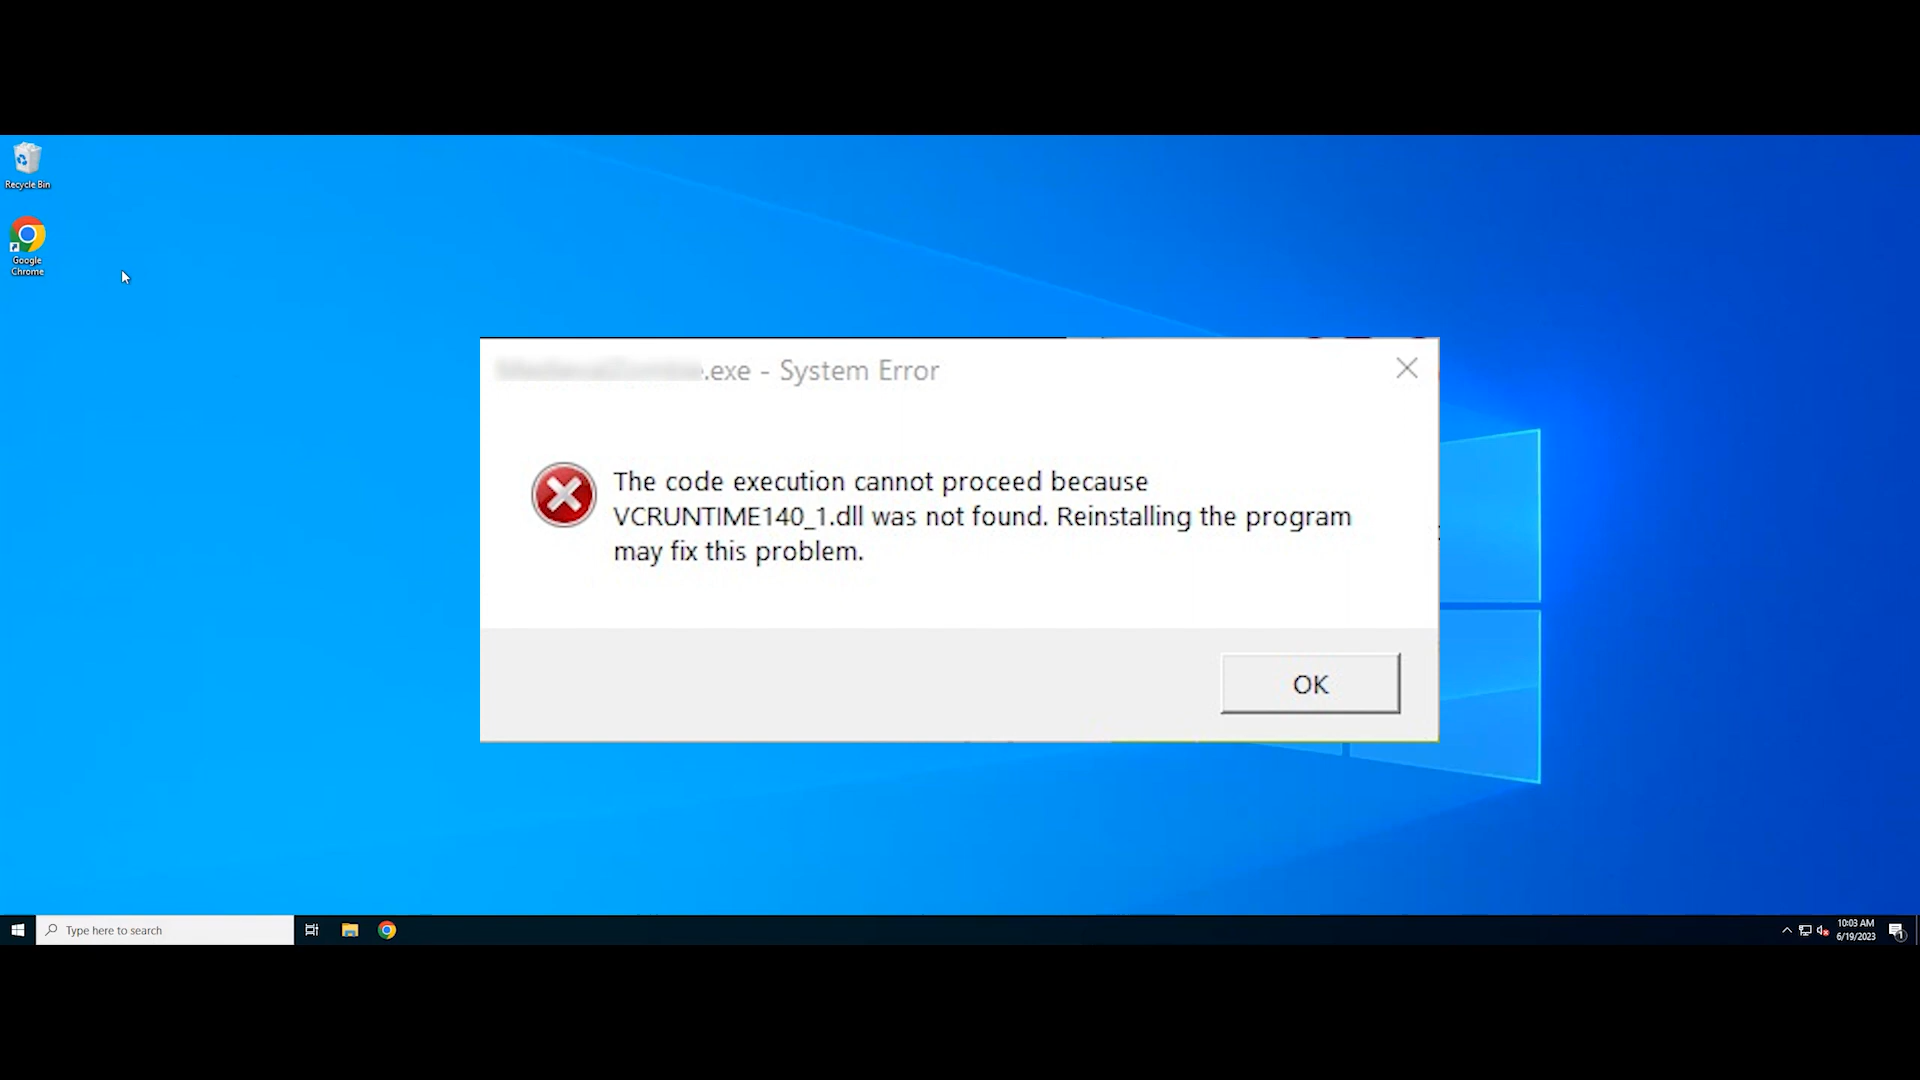 Recycle Bin
Google
Chrome
.exe - System Error
The code execution cannot proceed because
VCRUNTIME140_1.dll was not found. Reinstalling the program
may fix this problem.
OK
Type here to search
10:03 AM
6/19/2023
1